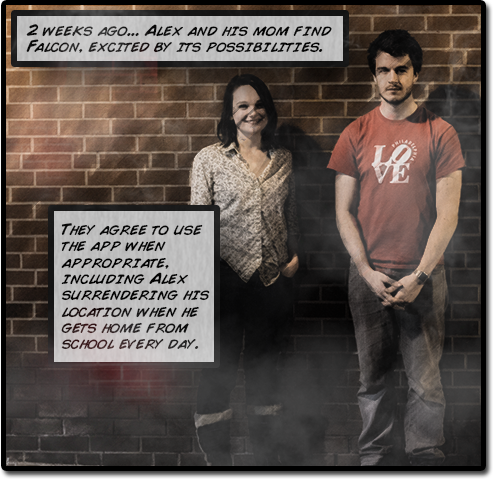 2 weeks ago... Alex and his mom find
Falcon, excited by its possibilities.
Philadelphia
LOVE
They agree to use
the app when
appropriate,
including Alex
surrendering his
location when he
gets home from
school every day.